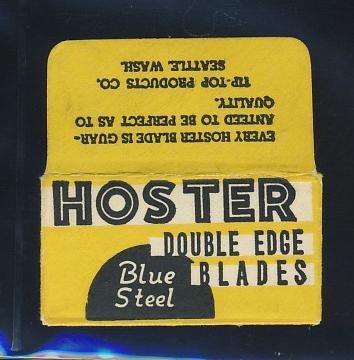 EVERY HOSTER BLADE IS GUAR-
ANTEED TO BE PERFECT AS TO
QUALITY.
TIP-TOP PRODUCTS CO.
SEATTLE, WASH.
HOSTER
DOUBLE EDGE
BLADES
Blue
Steel